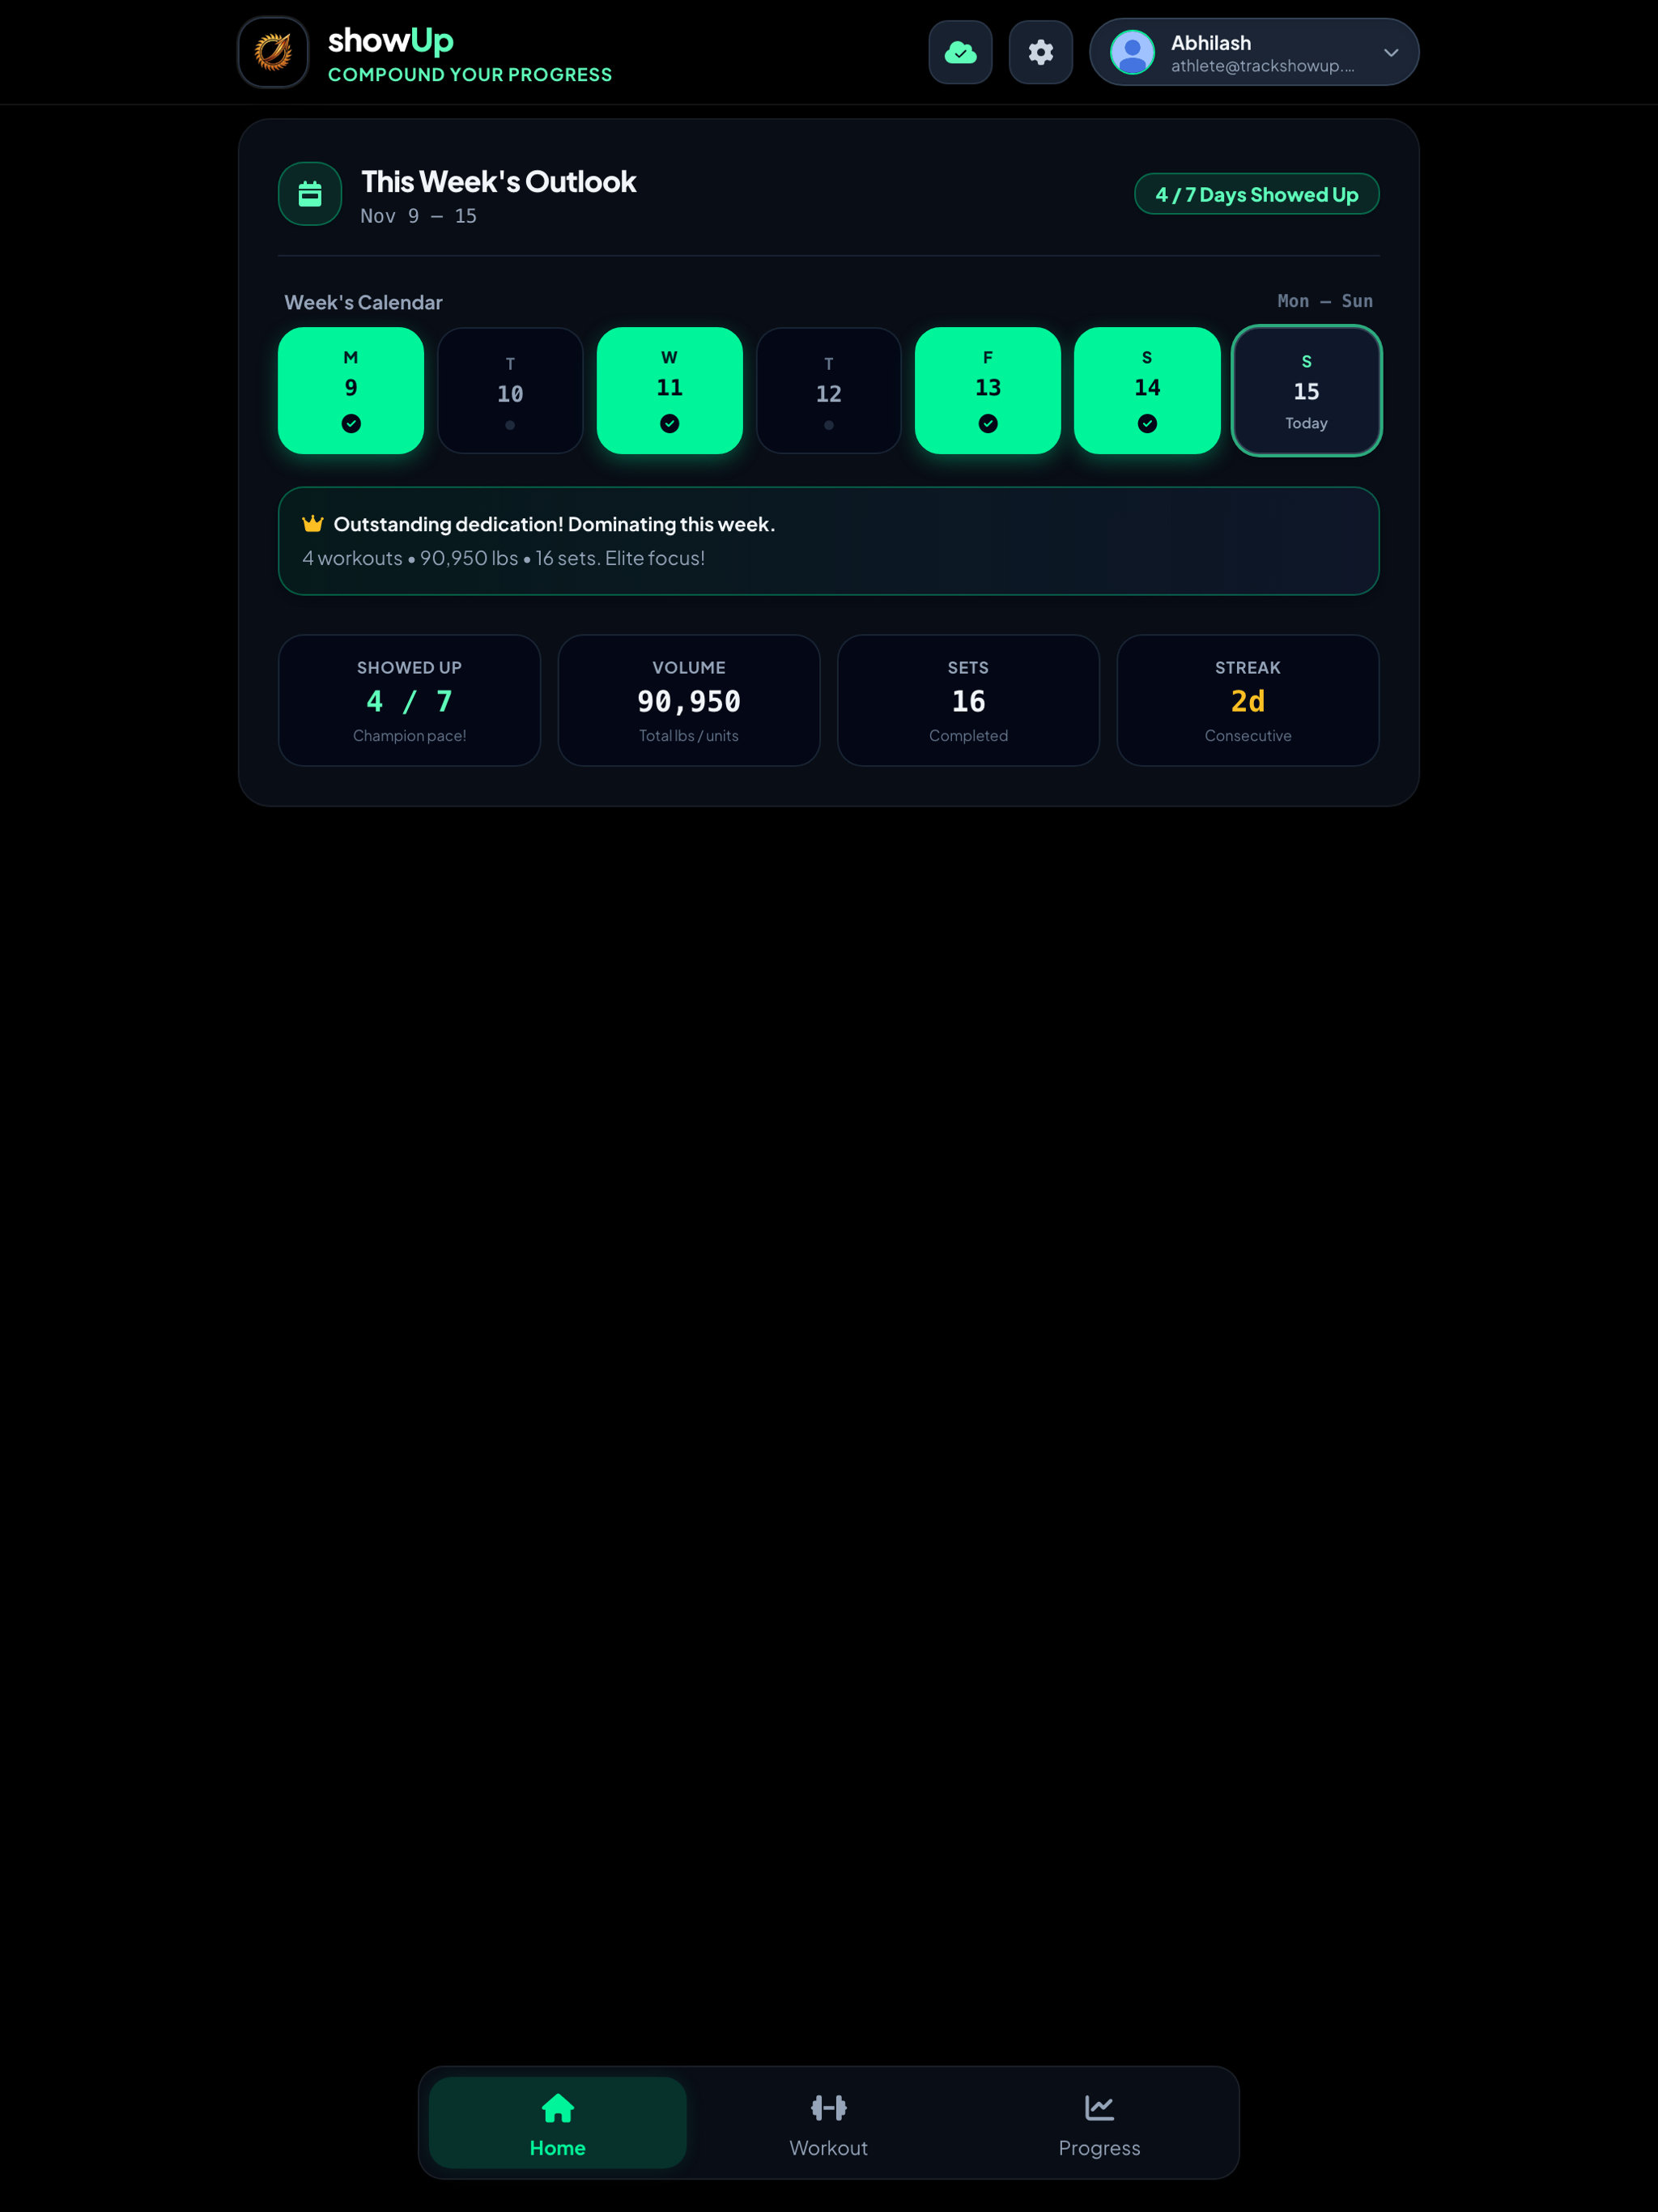 showUp
COMPOUND YOUR PROGRESS
Abhilash
athlete@trackshowup....
This Week's Outlook
Nov 9 – 15
4 / 7 Days Showed Up
Week's Calendar
Mon – Sun
M
9
T
10
W
11
T
12
F
13
S
14
S
15
Today
Outstanding dedication! Dominating this week.
4 workouts • 90,950 lbs • 16 sets. Elite focus!
SHOWED UP
4 / 7
Champion pace!
VOLUME
90,950
Total lbs / units
SETS
16
Completed
STREAK
2d
Consecutive
Home
Workout
Progress